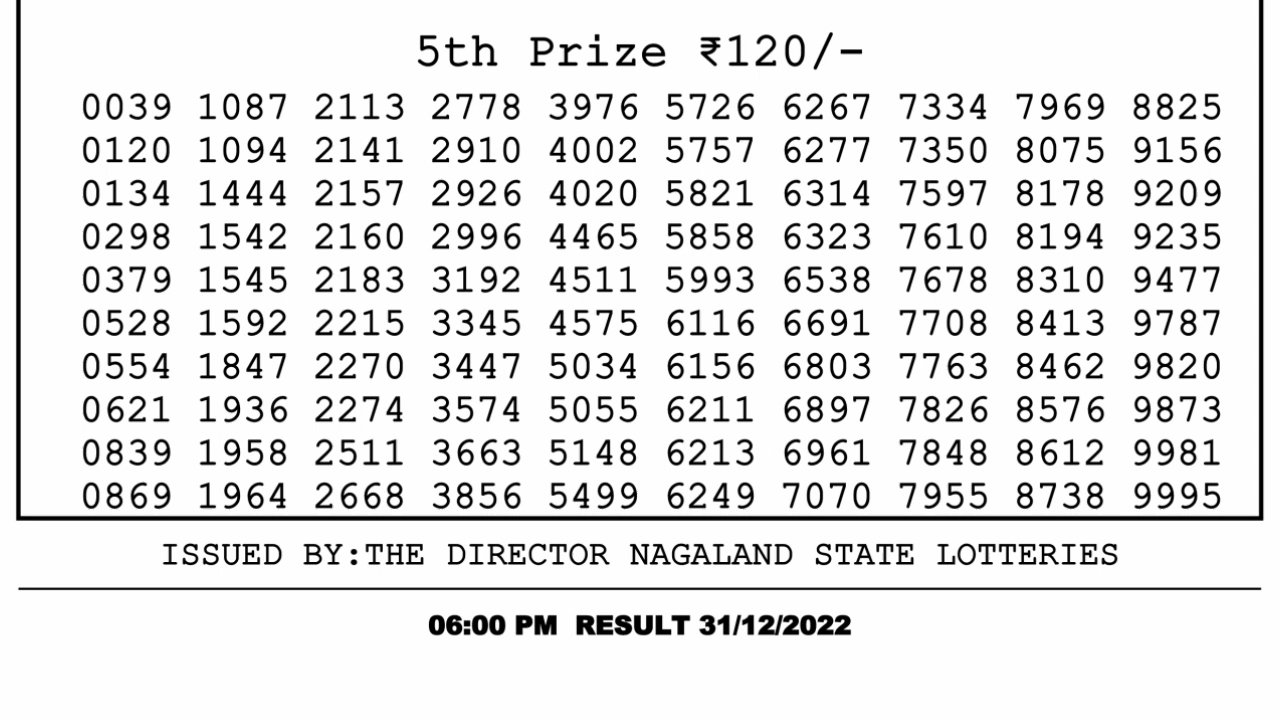 5th Prize ₹120/-
0039 1087 2113 2778 3976 5726 6267 7334 7969 8825
0120 1094 2141 2910 4002 5757 6277 7350 8075 9156
0134 1444 2157 2926 4020 5821 6314 7597 8178 9209
0298 1542 2160 2996 4465 5858 6323 7610 8194 9235
0379 1545 2183 3192 4511 5993 6538 7678 8310 9477
0528 1592 2215 3345 4575 6116 6691 7708 8413 9787
0554 1847 2270 3447 5034 6156 6803 7763 8462 9820
0621 1936 2274 3574 5055 6211 6897 7826 8576 9873
0839 1958 2511 3663 5148 6213 6961 7848 8612 9981
0869 1964 2668 3856 5499 6249 7070 7955 8738 9995
ISSUED BY:THE DIRECTOR NAGALAND STATE LOTTERIES
06:00 PM RESULT 31/12/2022